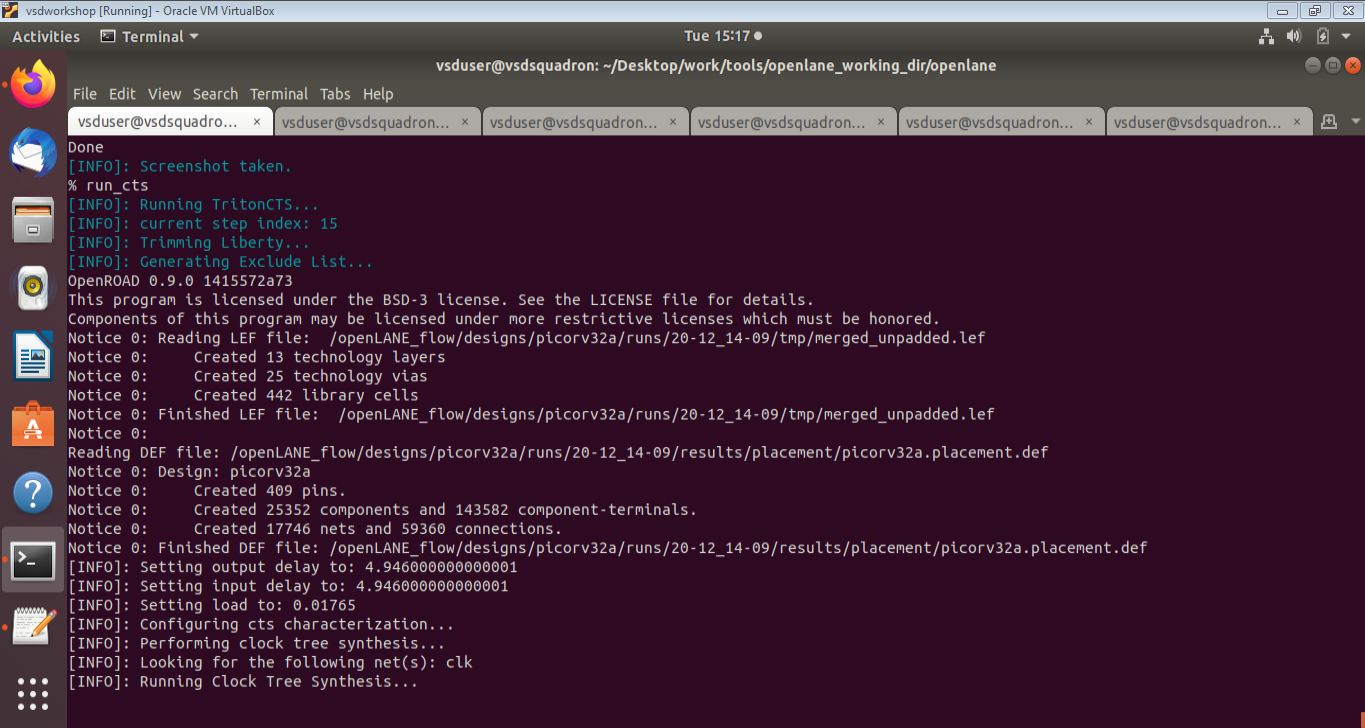 vsdworkshop [Running] - Oracle VM VirtualBox
Activities Terminal Tue 15:17
vsduser@vsdsquadron: ~/Desktop/work/tools/openlane_working_dir/openlane
File Edit View Search Terminal Tabs Help
vsduser@vsdsquadro... × vsduser@vsdsquadron... × vsduser@vsdsquadron... × vsduser@vsdsquadron... × vsduser@vsdsquadron... × vsduser@vsdsquadron... ×
Done
[INFO]: Screenshot taken.
% run_cts
[INFO]: Running TritonCTS...
[INFO]: current step index: 15
[INFO]: Trimming Liberty...
[INFO]: Generating Exclude List...
OpenROAD 0.9.0 1415572a73
This program is licensed under the BSD-3 license. See the LICENSE file for details.
Components of this program may be licensed under more restrictive licenses which must be honored.
Notice 0: Reading LEF file:  /openLANE_flow/designs/picorv32a/runs/20-12_14-09/tmp/merged_unpadded.lef
Notice 0:     Created 13 technology layers
Notice 0:     Created 25 technology vias
Notice 0:     Created 442 library cells
Notice 0: Finished LEF file:  /openLANE_flow/designs/picorv32a/runs/20-12_14-09/tmp/merged_unpadded.lef
Notice 0:
Reading DEF file: /openLANE_flow/designs/picorv32a/runs/20-12_14-09/results/placement/picorv32a.placement.def
Notice 0: Design: picorv32a
Notice 0:     Created 409 pins.
Notice 0:     Created 25352 components and 143582 component-terminals.
Notice 0:     Created 17746 nets and 59360 connections.
Notice 0: Finished DEF file: /openLANE_flow/designs/picorv32a/runs/20-12_14-09/results/placement/picorv32a.placement.def
[INFO]: Setting output delay to: 4.946000000000001
[INFO]: Setting input delay to: 4.946000000000001
[INFO]: Setting load to: 0.01765
[INFO]: Configuring cts characterization...
[INFO]: Performing clock tree synthesis...
[INFO]: Looking for the following net(s): clk
[INFO]: Running Clock Tree Synthesis...